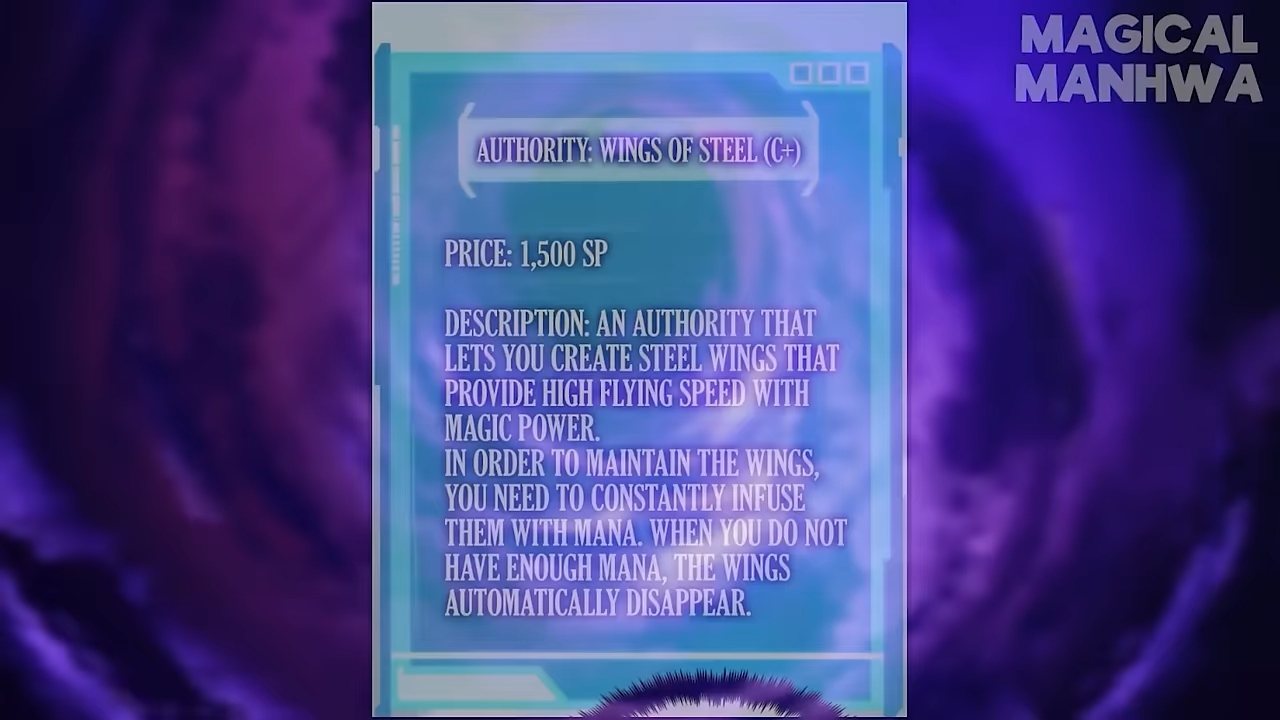 MAGICAL
MANHWA
AUTHORITY: WINGS OF STEEL (C+)
PRICE: 1,500 SP
DESCRIPTION: AN AUTHORITY THAT
LETS YOU CREATE STEEL WINGS THAT
PROVIDE HIGH FLYING SPEED WITH
MAGIC POWER.
IN ORDER TO MAINTAIN THE WINGS,
YOU NEED TO CONSTANTLY INFUSE
THEM WITH MANA. WHEN YOU DO NOT
HAVE ENOUGH MANA, THE WINGS
AUTOMATICALLY DISAPPEAR.